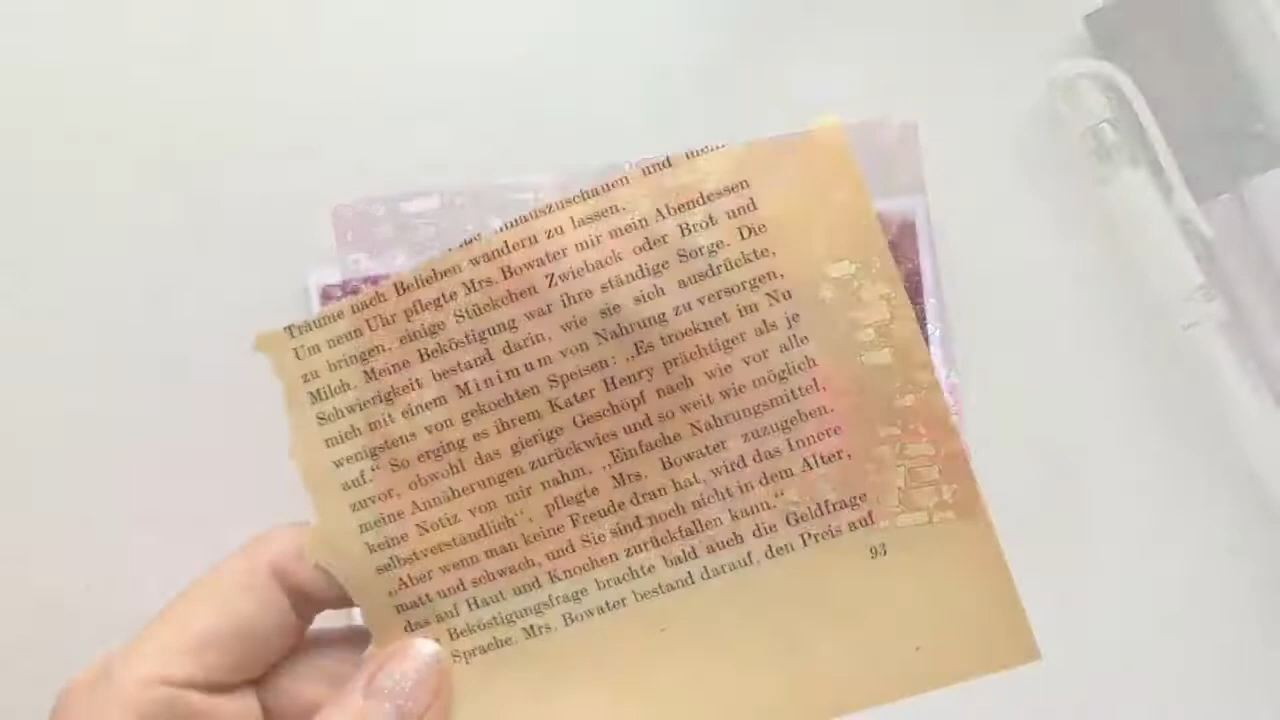 hinauszuschauen und
Träume nach Belieben wandern zu lassen.
Um neun Uhr pflegte Mrs. Bowater mir mein Abendessen
zu bringen, einige Stückchen Zwieback oder Brot und
Milch. Meine Beköstigung war ihre ständige Sorge. Die
Schwierigkeit bestand darin, wie sie sich ausdrückte,
mich mit einem Minimum von Nahrung zu versorgen,
wenigstens von gekochten Speisen: „Es trocknet im Nu
auf.“ So erging es ihrem Kater Henry prächtiger als je
zuvor, obwohl das gierige Geschöpf nach wie vor alle
meine Annäherungen zurückwies und so weit wie möglich
keine Notiz von mir nahm. „Einfache Nahrungsmittel,
selbstverständlich“, pflegte Mrs. Bowater zuzugeben.
„Aber wenn man keine Freude dran hat, wird das Innere
matt und schwach, und Sie sind noch nicht in dem Alter,
das auf Haut und Knochen zurückfallen kann.“
Beköstigungsfrage brachte bald auch die Geldfrage
Sprache. Mrs. Bowater bestand darauf, den Preis auf
93